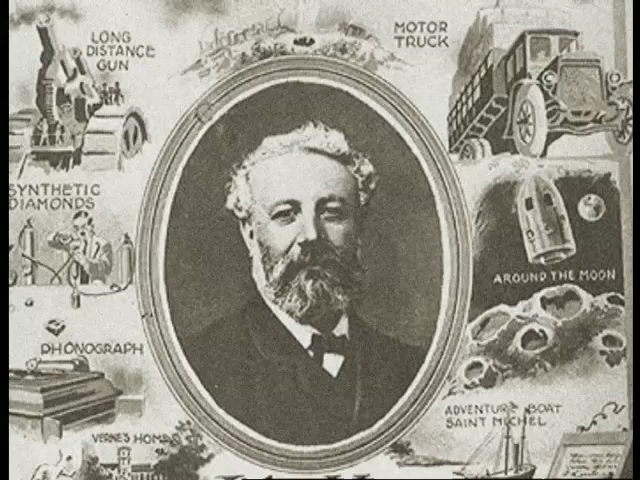 LONG
DISTANCE
GUN
MOTOR
TRUCK
SYNTHETIC
DIAMONDS
AROUND THE MOON
PHONOGRAPH
ADVENTURE BOAT
SAINT MICHEL
VERNE'S HOME